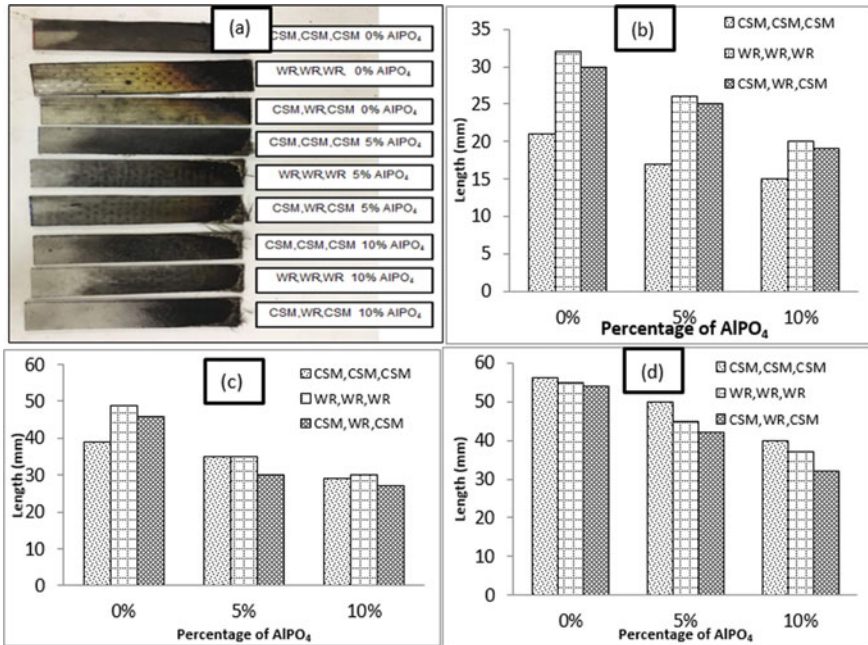 (a)
CSM,CSM,CSM 0% AlPO₄
WR,WR,WR, 0% AlPO₄
CSM,WR,CSM 0% AlPO₄
CSM,CSM,CSM 5% AlPO₄
WR,WR,WR 5% AlPO₄
CSM,WR,CSM 5% AlPO₄
CSM,CSM,CSM 10% AlPO₄
WR,WR,WR 10% AlPO₄
CSM,WR,CSM 10% AlPO₄
(b)
CSM,CSM,CSM
WR,WR,WR
CSM,WR,CSM
Length (mm)
35
30
25
20
15
10
5
0
0% 5% 10%
Percentage of AlPO₄
(c)
CSM,CSM,CSM
WR,WR,WR
CSM,WR,CSM
Length (mm)
60
50
40
30
20
10
0
0% 5% 10%
Percentage of AlPO₄
(d)
CSM,CSM,CSM
WR,WR,WR
CSM,WR,CSM
Length (mm)
60
50
40
30
20
10
0
0% 5% 10%
Percentage of AlPO₄